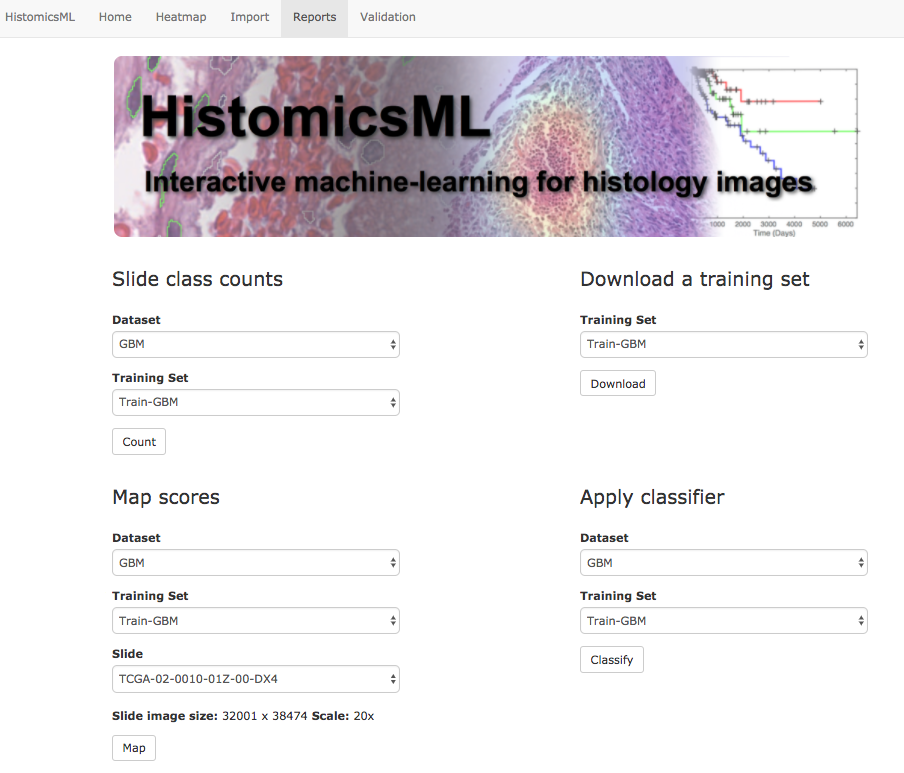 HistomicsML Home Heatmap Import Reports Validation
HistomicsML
Interactive machine-learning for histology images
1000 2000 3000 4000 5000 6000
Time (Days)
Slide class counts
Dataset
GBM
Training Set
Train-GBM
Count
Download a training set
Training Set
Train-GBM
Download
Map scores
Dataset
GBM
Training Set
Train-GBM
Slide
TCGA-02-0010-01Z-00-DX4
Slide image size: 32001 x 38474 Scale: 20x
Map
Apply classifier
Dataset
GBM
Training Set
Train-GBM
Classify